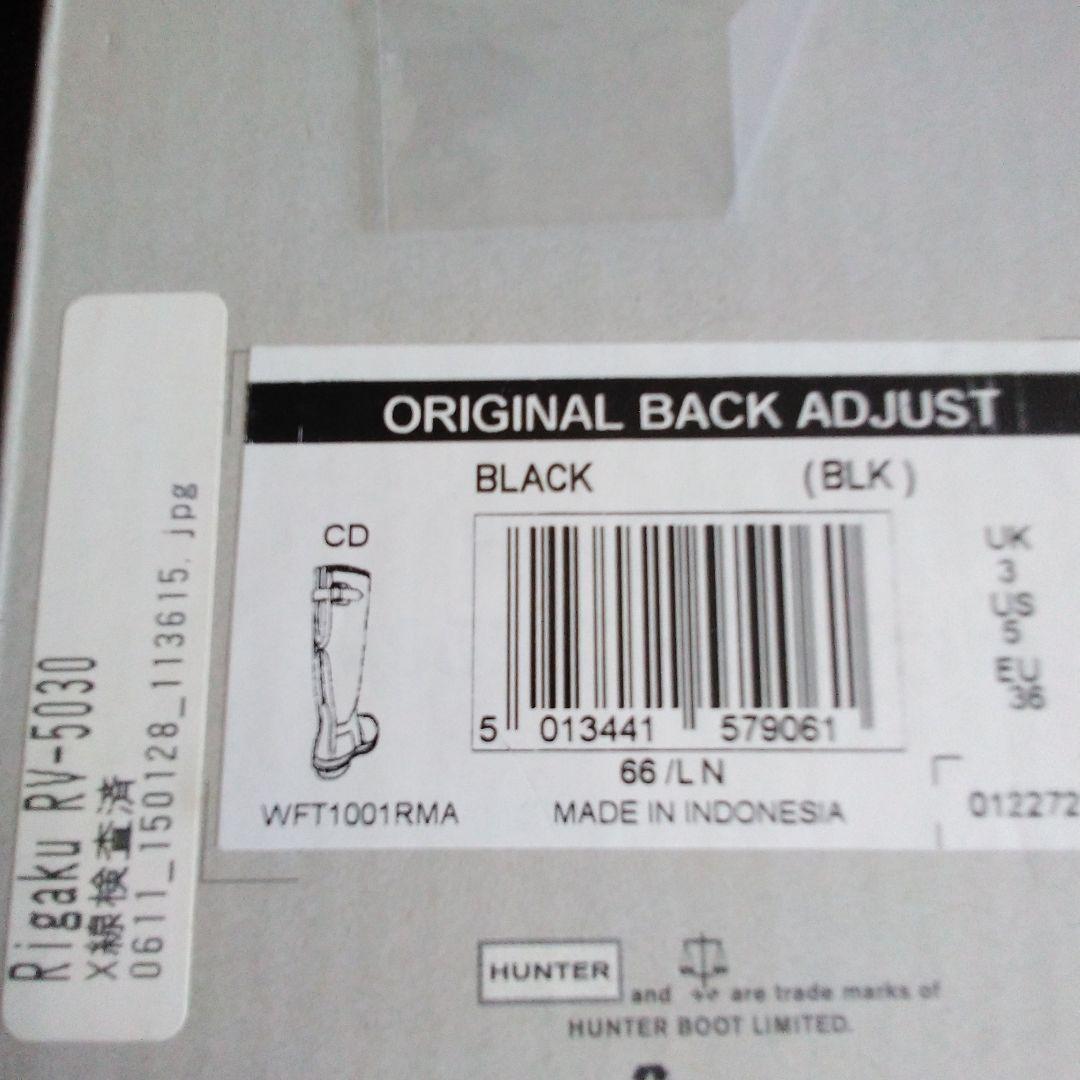 ORIGINAL BACK ADJUST
BLACK (BLK)
CD
UK
3
US
5
EU
36
5 013441 579061
66 /LN
WFT1001RMA
MADE IN INDONESIA
012272
HUNTER and are trade marks of
HUNTER BOOT LIMITED.
Rigaku RV-5030
X線検査済
0611_150128_113615.jpg